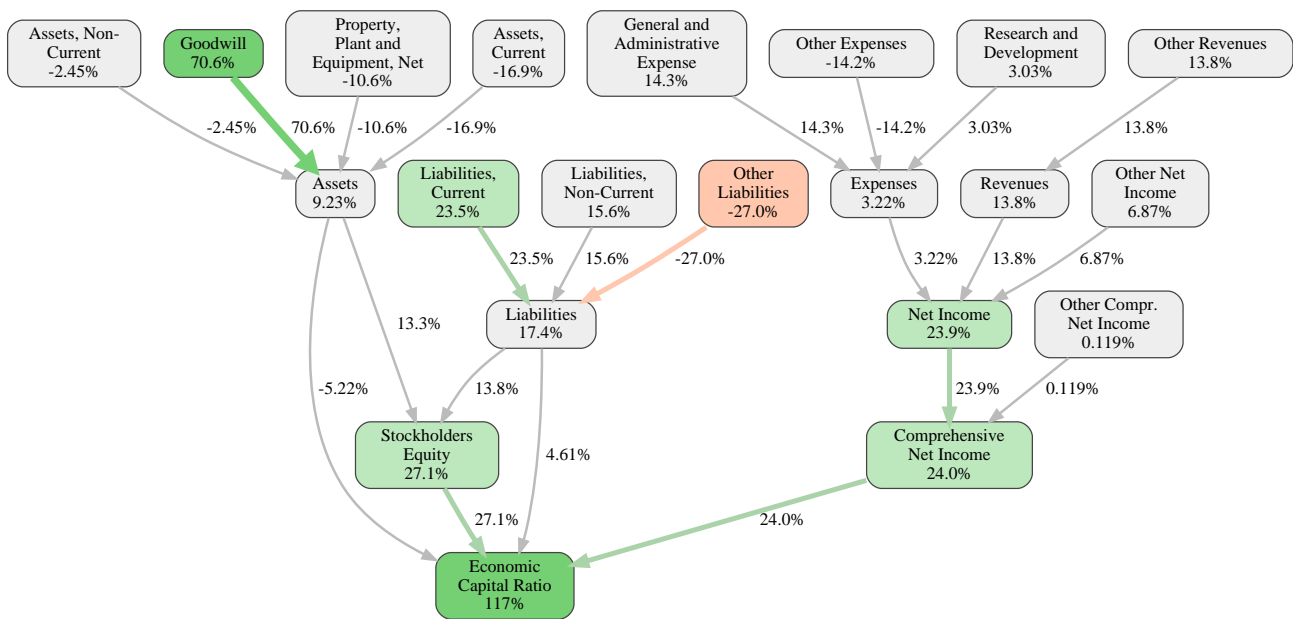 Assets, Non-
Current
-2.45%
Goodwill
70.6%
Property,
Plant and
Equipment, Net
-10.6%
Assets,
Current
-16.9%
General and
Administrative
Expense
14.3%
Other Expenses
-14.2%
Research and
Development
3.03%
Other Revenues
13.8%
-2.45%
70.6%
-10.6%
-16.9%
14.3%
-14.2%
3.03%
13.8%
Assets
9.23%
Liabilities,
Current
23.5%
Liabilities,
Non-Current
15.6%
Other
Liabilities
-27.0%
Expenses
3.22%
Revenues
13.8%
Other Net
Income
6.87%
23.5%
15.6%
-27.0%
3.22%
13.8%
6.87%
13.3%
Liabilities
17.4%
Net Income
23.9%
Other Compr.
Net Income
0.119%
-5.22%
13.8%
23.9%
0.119%
Stockholders
Equity
27.1%
4.61%
Comprehensive
Net Income
24.0%
27.1%
24.0%
Economic
Capital Ratio
117%